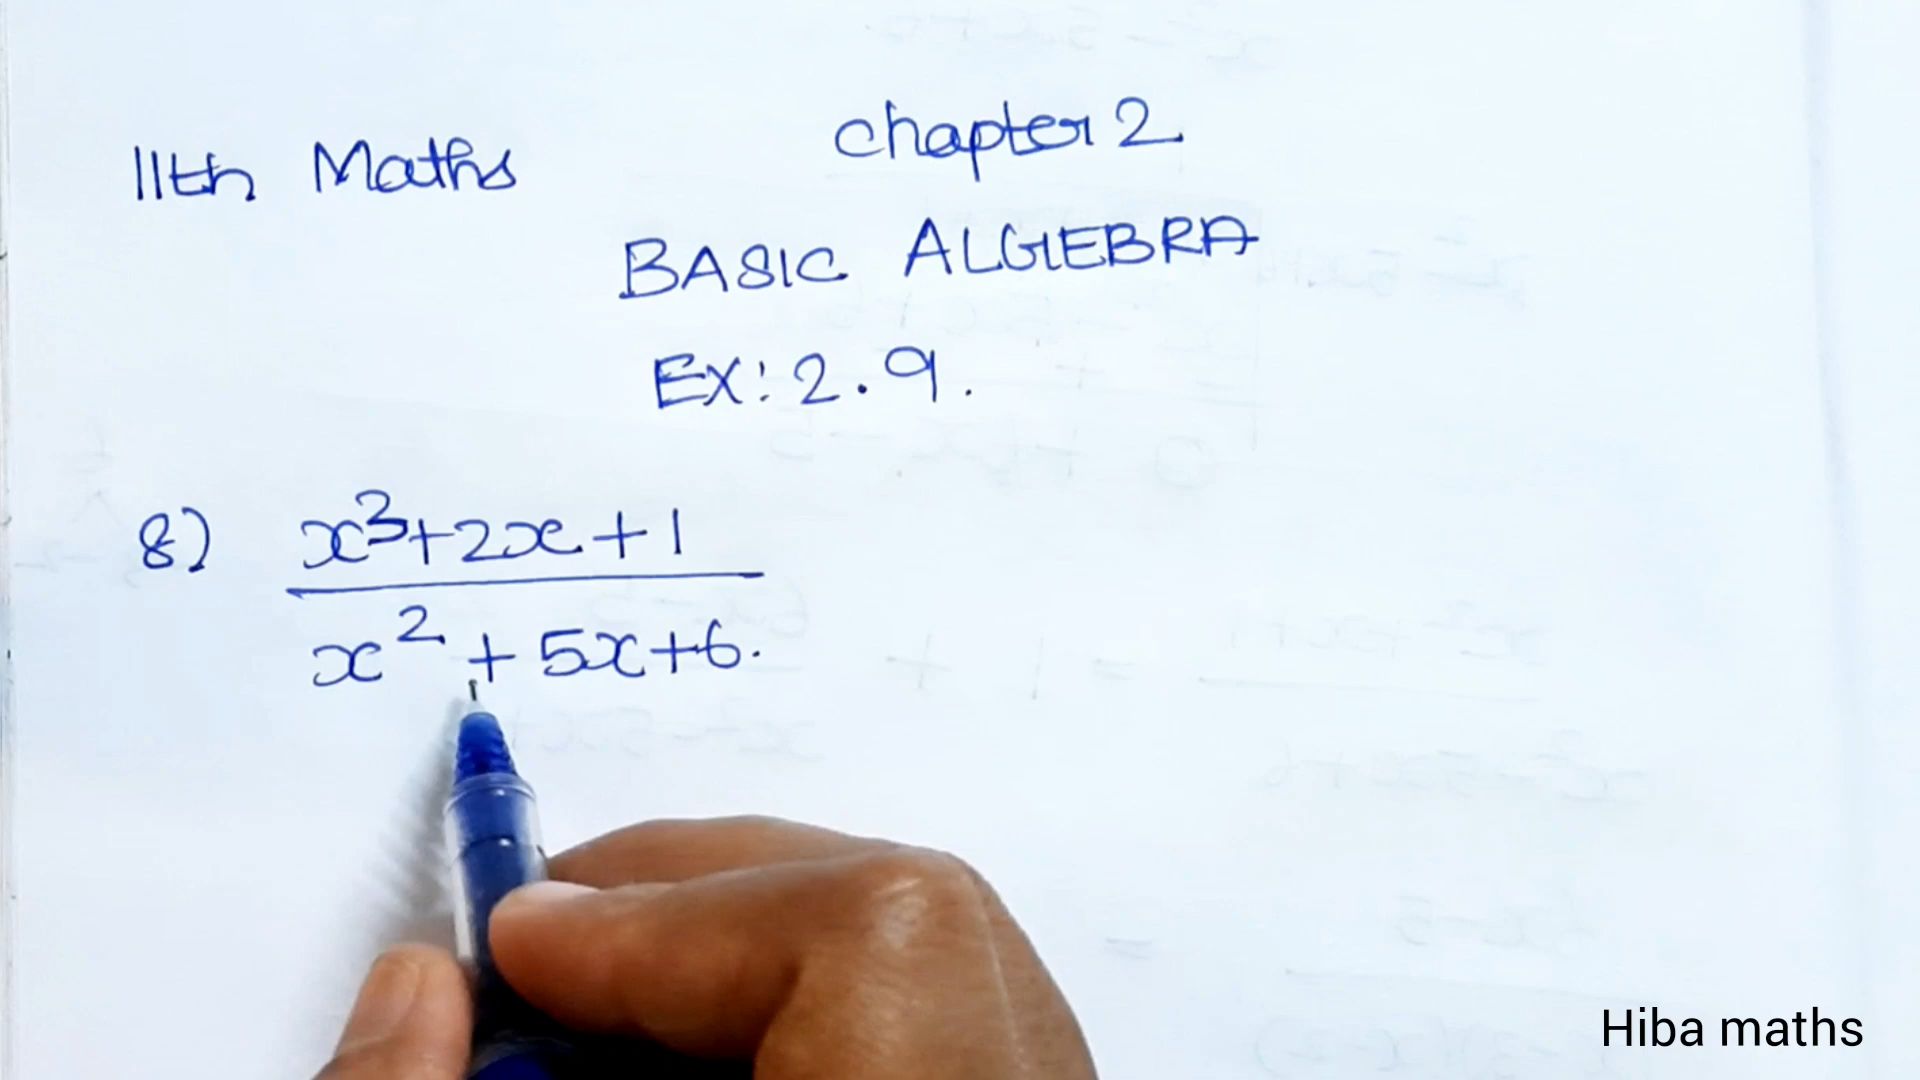 11th Maths
Chapter 2
BASIC ALGEBRA
EX: 2.9.
8) x³+2x+1
x² + 5x+6.
Hiba maths